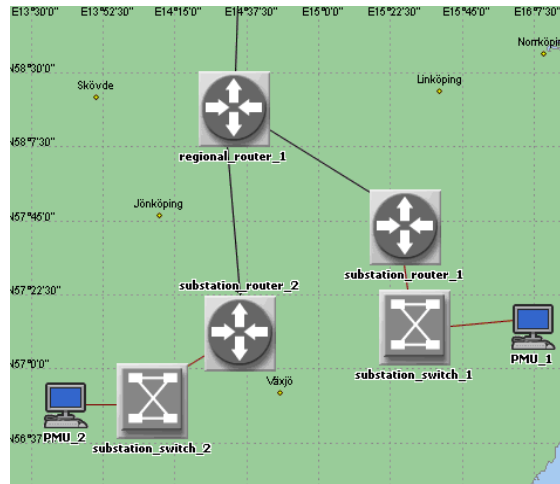 E13°30'0" E13°52'30" E14°15'0" E14°37'30" E15°0'0" E15°22'30" E15°45'0" E16°7'30"
Norrköpin
N58°30'0"
Skövde
Linköping
N58°7'30"
regional_router_1
Jönköping
N57°45'0"
substation_router_1
substation_router_2
N57°22'30"
PMU_1
substation_switch_1
N57°0'0"
Växjö
PMU_2
N56°37
substation_switch_2